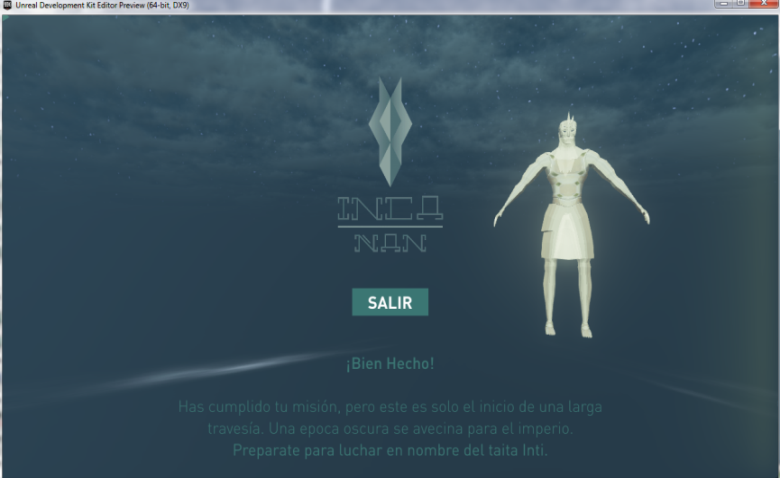 Unreal Development Kit Editor Preview (64-bit, DX9)
INCA
NAN
SALIR
¡Bien Hecho!
Has cumplido tu misión, pero este es solo el inicio de una larga
travesía. Una epoca oscura se avecina para el imperio.
Preparate para luchar en nombre del taita Inti.